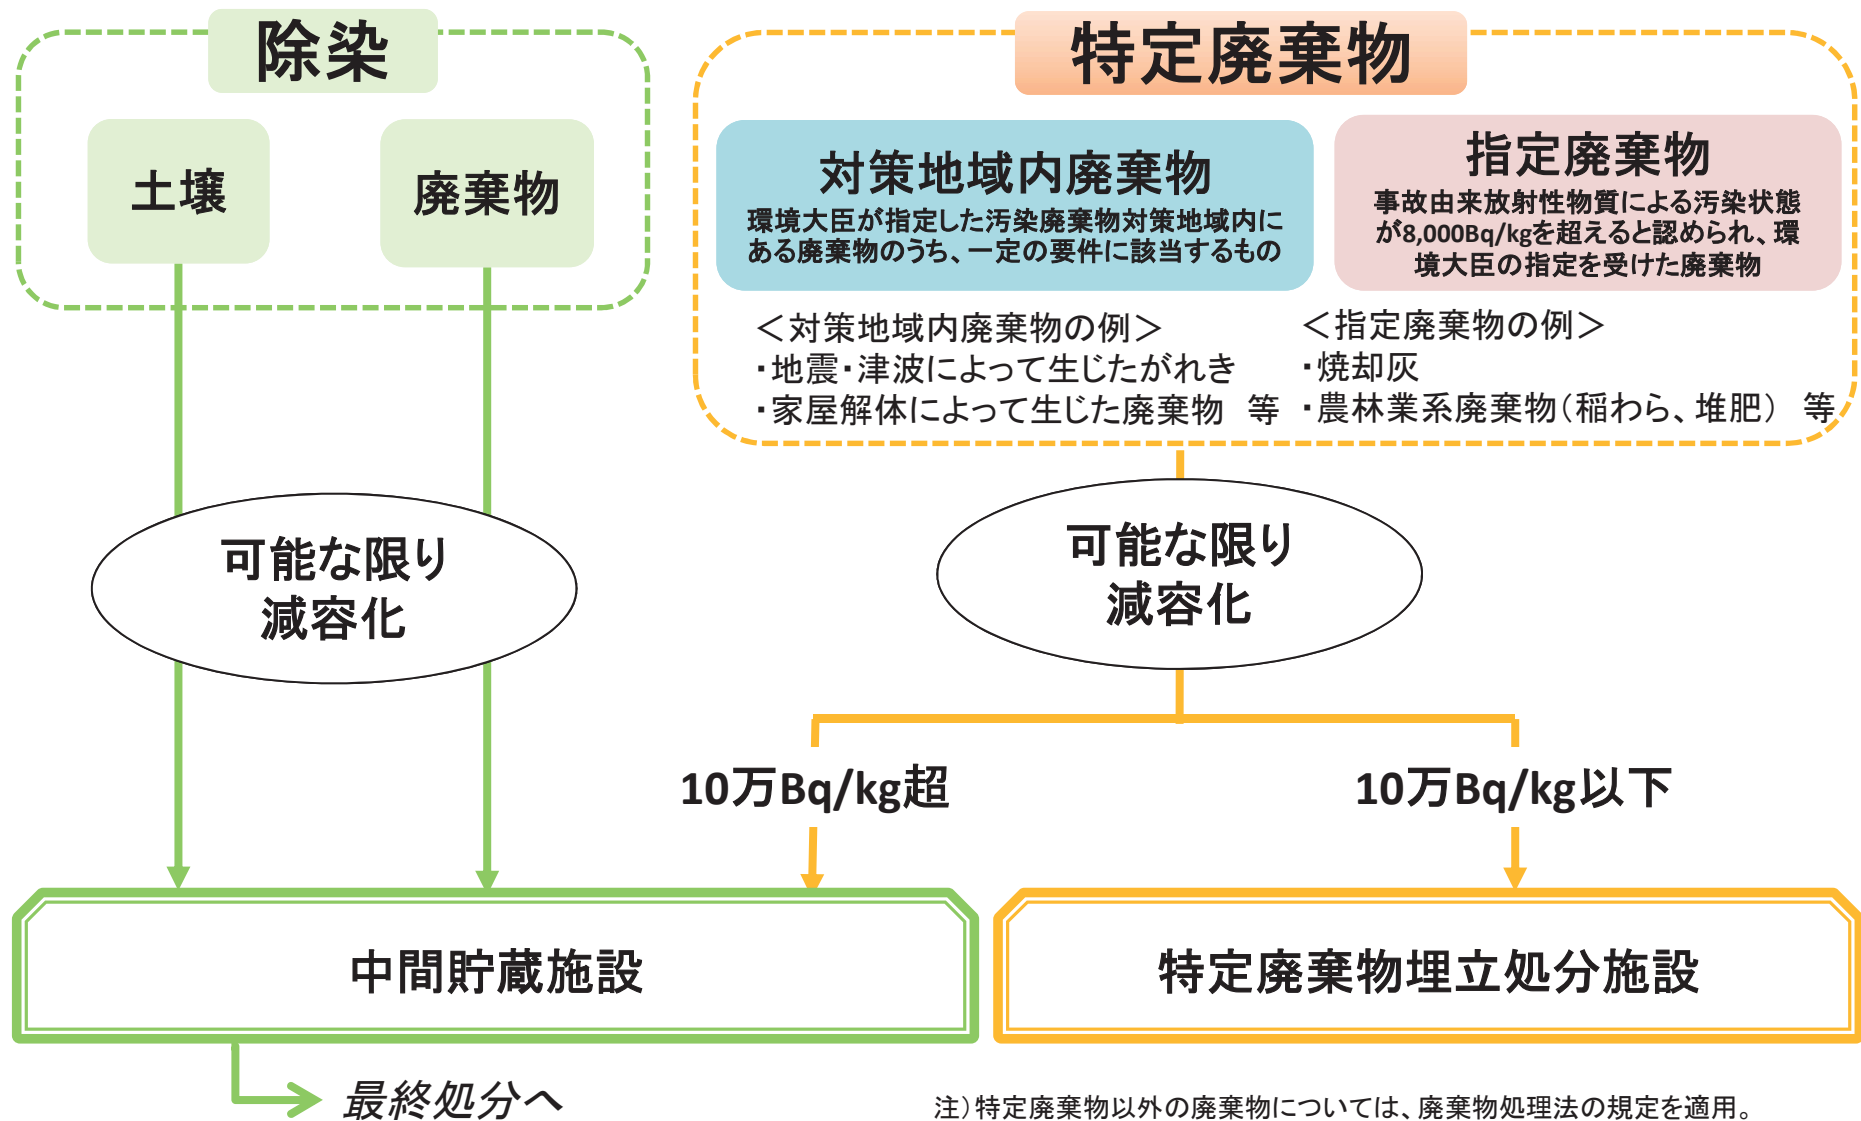 除染
土壌
廃棄物
特定廃棄物
対策地域内廃棄物
環境大臣が指定した汚染廃棄物対策地域内に
ある廃棄物のうち、一定の要件に該当するもの
指定廃棄物
事故由来放射性物質による汚染状態
が8,000Bq/kgを超えると認められ、環
境大臣の指定を受けた廃棄物
＜対策地域内廃棄物の例＞
・地震・津波によって生じたがれき
・家屋解体によって生じた廃棄物　等
＜指定廃棄物の例＞
・焼却灰
・農林業系廃棄物（稲わら、堆肥）　等
可能な限り
減容化
可能な限り
減容化
10万Bq/kg超
10万Bq/kg以下
中間貯蔵施設
特定廃棄物埋立処分施設
最終処分へ
注）特定廃棄物以外の廃棄物については、廃棄物処理法の規定を適用。